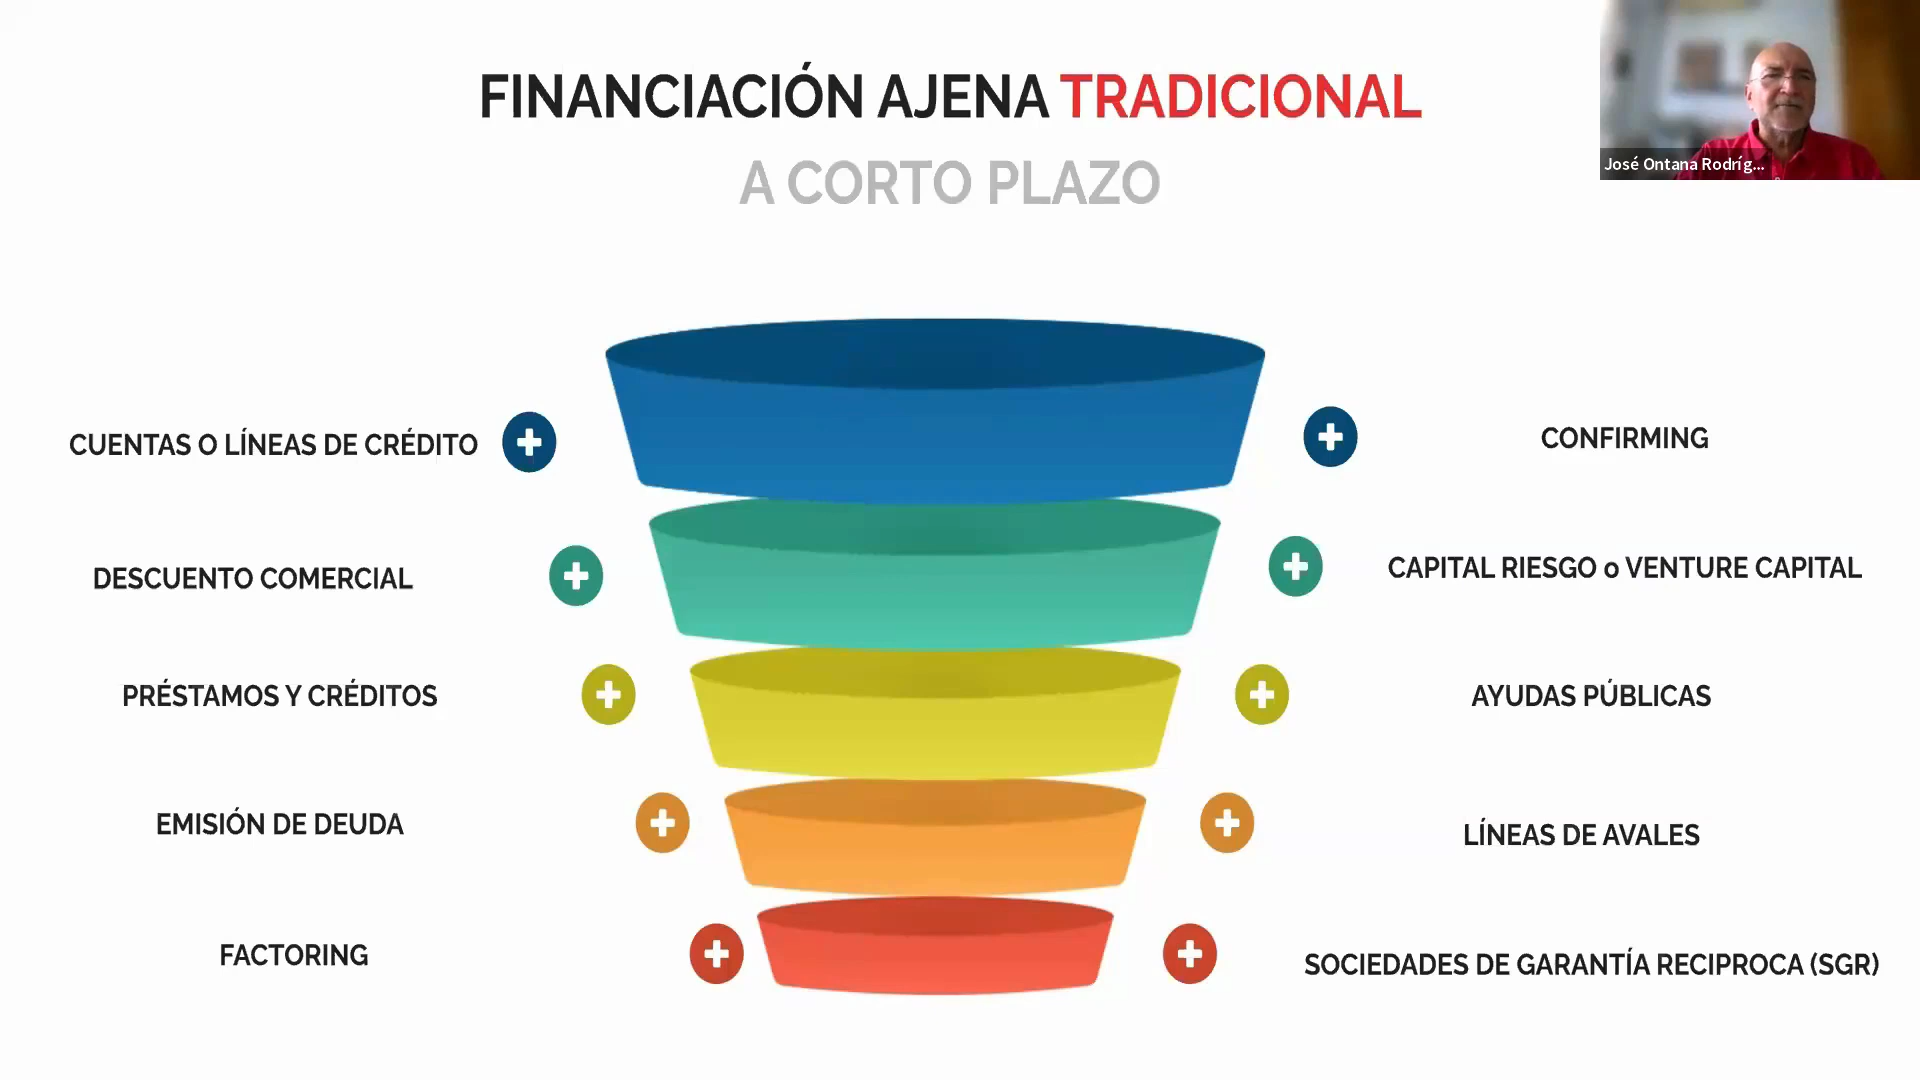 FINANCIACIÓN AJENA TRADICIONAL
A CORTO PLAZO
José Ontana Rodríg...
CUENTAS O LÍNEAS DE CRÉDITO
CONFIRMING
DESCUENTO COMERCIAL
CAPITAL RIESGO o VENTURE CAPITAL
PRÉSTAMOS Y CRÉDITOS
AYUDAS PÚBLICAS
EMISIÓN DE DEUDA
LÍNEAS DE AVALES
FACTORING
SOCIEDADES DE GARANTÍA RECIPROCA (SGR)